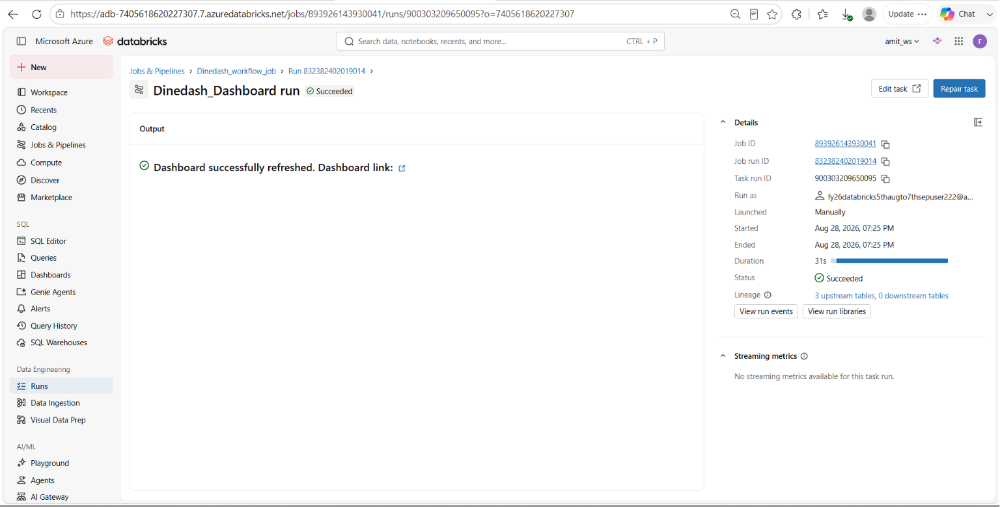 https://adb-7405618620227307.7.azuredatabricks.net/jobs/893926143930041/runs/900303209650095?o=7405618620227307
Update
Chat
Microsoft Azure
databricks
Search data, notebooks, recents, and more...
CTRL + P
amit_ws
F
New
Workspace
Recents
Catalog
Jobs & Pipelines
Compute
Discover
Marketplace
SQL
SQL Editor
Queries
Dashboards
Genie Agents
Alerts
Query History
SQL Warehouses
Data Engineering
Runs
Data Ingestion
Visual Data Prep
AI/ML
Playground
Agents
AI Gateway
Jobs & Pipelines › Dinedash_workflow_job › Run 832382402019014 ›
Dinedash_Dashboard run Succeeded
Edit task
Repair task
Output
Dashboard successfully refreshed. Dashboard link:
Details
Job ID 893926143930041
Job run ID 832382402019014
Task run ID 900303209650095
Run as fy26databricks5thaugto7thsepuser222@a...
Launched Manually
Started Aug 28, 2026, 07:25 PM
Ended Aug 28, 2026, 07:25 PM
Duration 31s
Status Succeeded
Lineage 3 upstream tables, 0 downstream tables
View run events View run libraries
Streaming metrics
No streaming metrics available for this task run.